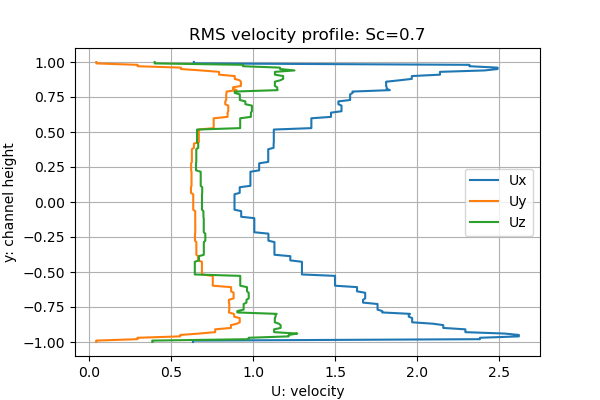 RMS velocity profile: Sc=0.7
1.00
0.75
0.50
0.25
0.00
−0.25
−0.50
−0.75
−1.00
y: channel height
Ux
Uy
Uz
0.0 0.5 1.0 1.5 2.0 2.5
U: velocity